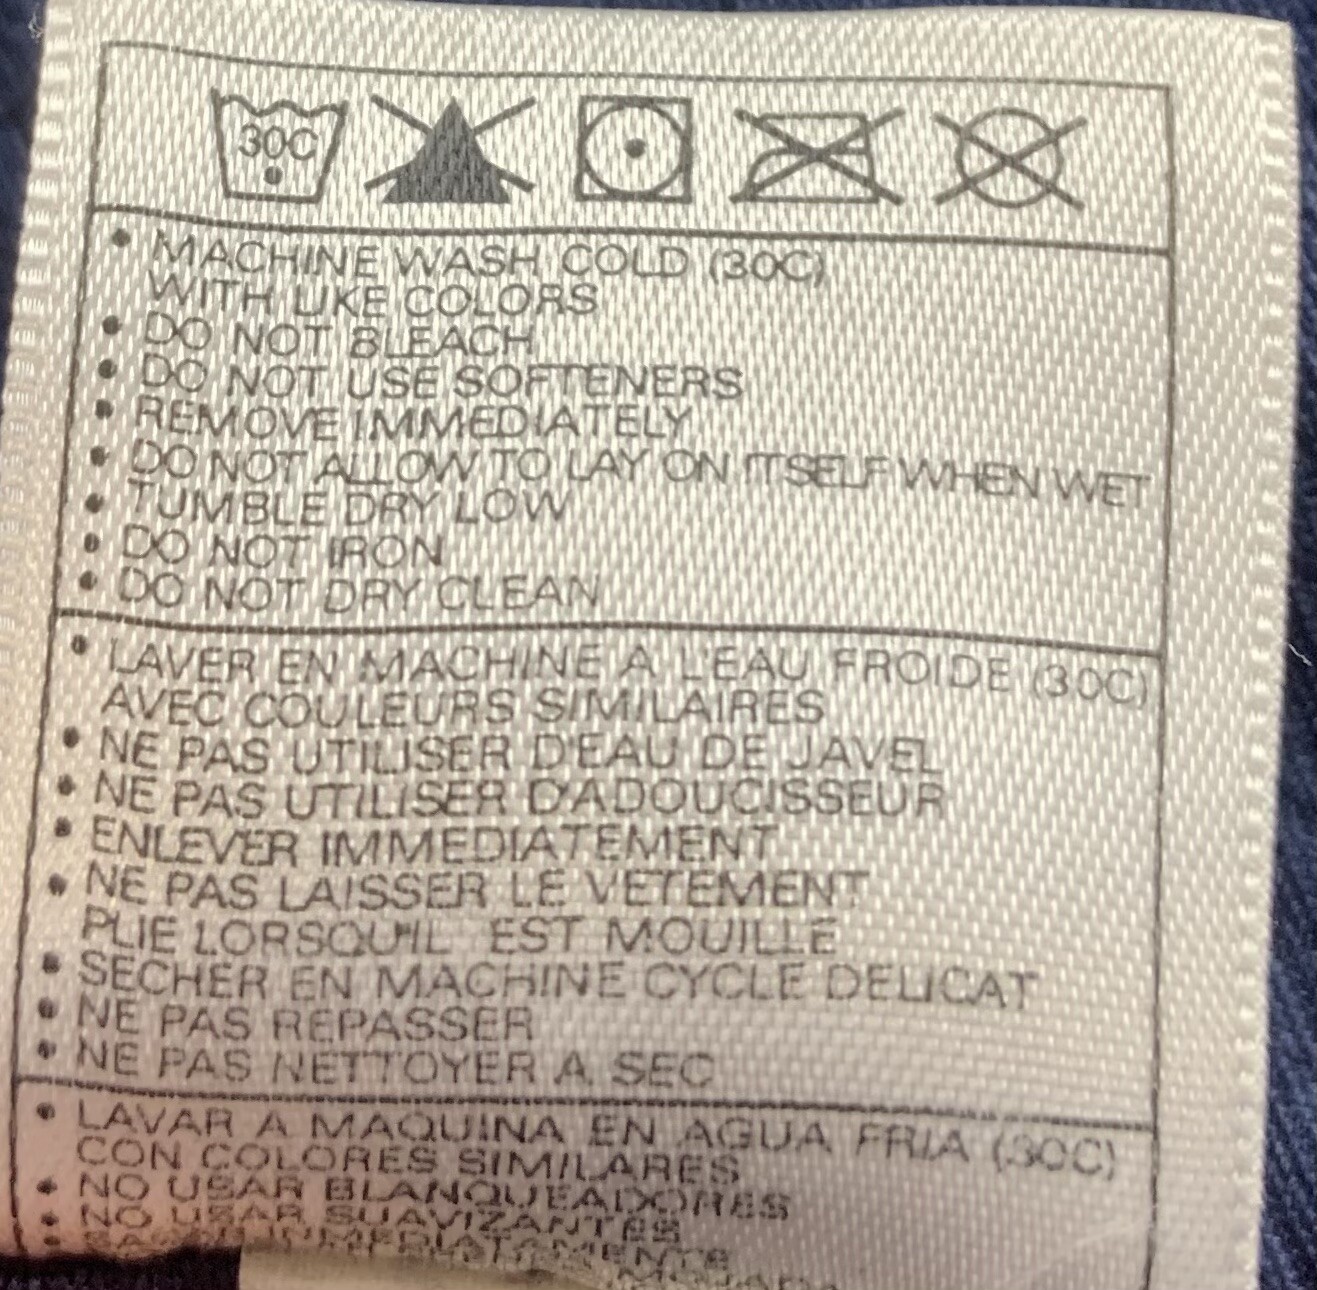 30C
• MACHINE WASH COLD (30C)
WITH LIKE COLORS
• DO NOT BLEACH
• DO NOT USE SOFTENERS
• REMOVE IMMEDIATELY
• DO NOT ALLOW TO LAY ON ITSELF WHEN WET
• TUMBLE DRY LOW
• DO NOT IRON
• DO NOT DRY CLEAN
• LAVER EN MACHINE A L'EAU FROIDE (30C)
AVEC COULEURS SIMILAIRES
• NE PAS UTILISER D'EAU DE JAVEL
• NE PAS UTILISER D'ADOUCISSEUR
• ENLEVER IMMEDIATEMENT
• NE PAS LAISSER LE VETEMENT
PLIE LORSQU'IL EST MOUILLE
• SECHER EN MACHINE CYCLE DELICAT
• NE PAS REPASSER
• NE PAS NETTOYER A SEC
• LAVAR A MAQUINA EN AGUA FRIA (30C)
CON COLORES SIMILARES
• NO USAR BLANQUEADORES
• NO USAR SUAVIZANTES
• INMEDIATAMENTE